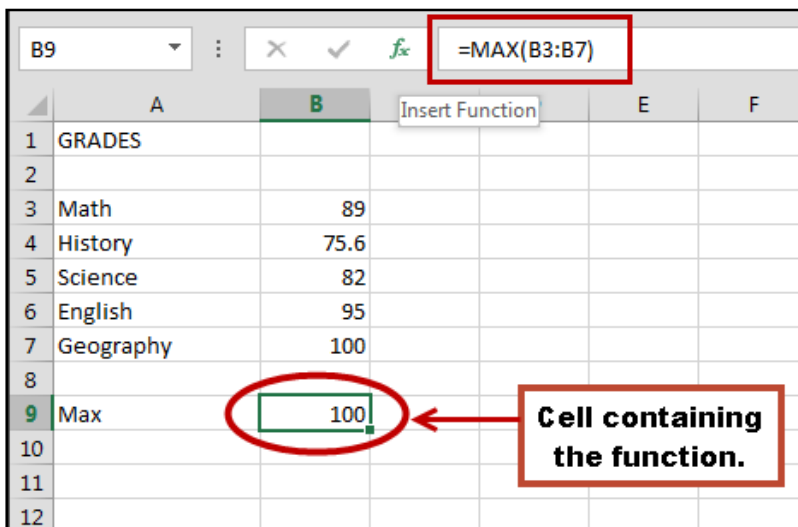 B9 fx =MAX(B3:B7)
A B Insert Function E F
1 GRADES
2
3 Math 89
4 History 75.6
5 Science 82
6 English 95
7 Geography 100
8
9 Max 100
10
11
12
Cell containing
the function.